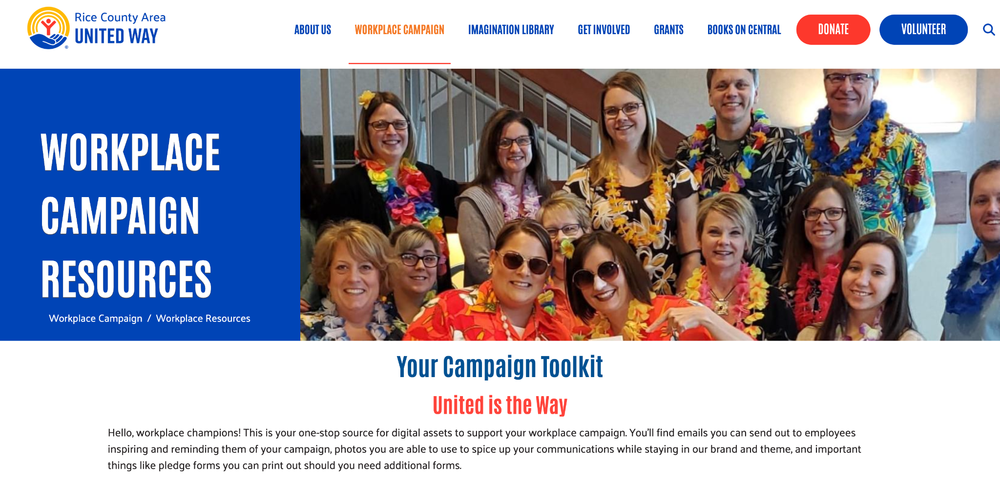 Rice County Area
UNITED WAY
®
ABOUT US
WORKPLACE CAMPAIGN
IMAGINATION LIBRARY
GET INVOLVED
GRANTS
BOOKS ON CENTRAL
DONATE
VOLUNTEER
WORKPLACE
CAMPAIGN
RESOURCES
Workplace Campaign / Workplace Resources
Your Campaign Toolkit
United is the Way
Hello, workplace champions! This is your one-stop source for digital assets to support your workplace campaign. You'll find emails you can send out to employees
inspiring and reminding them of your campaign, photos you are able to use to spice up your communications while staying in our brand and theme, and important
things like pledge forms you can print out should you need additional forms.